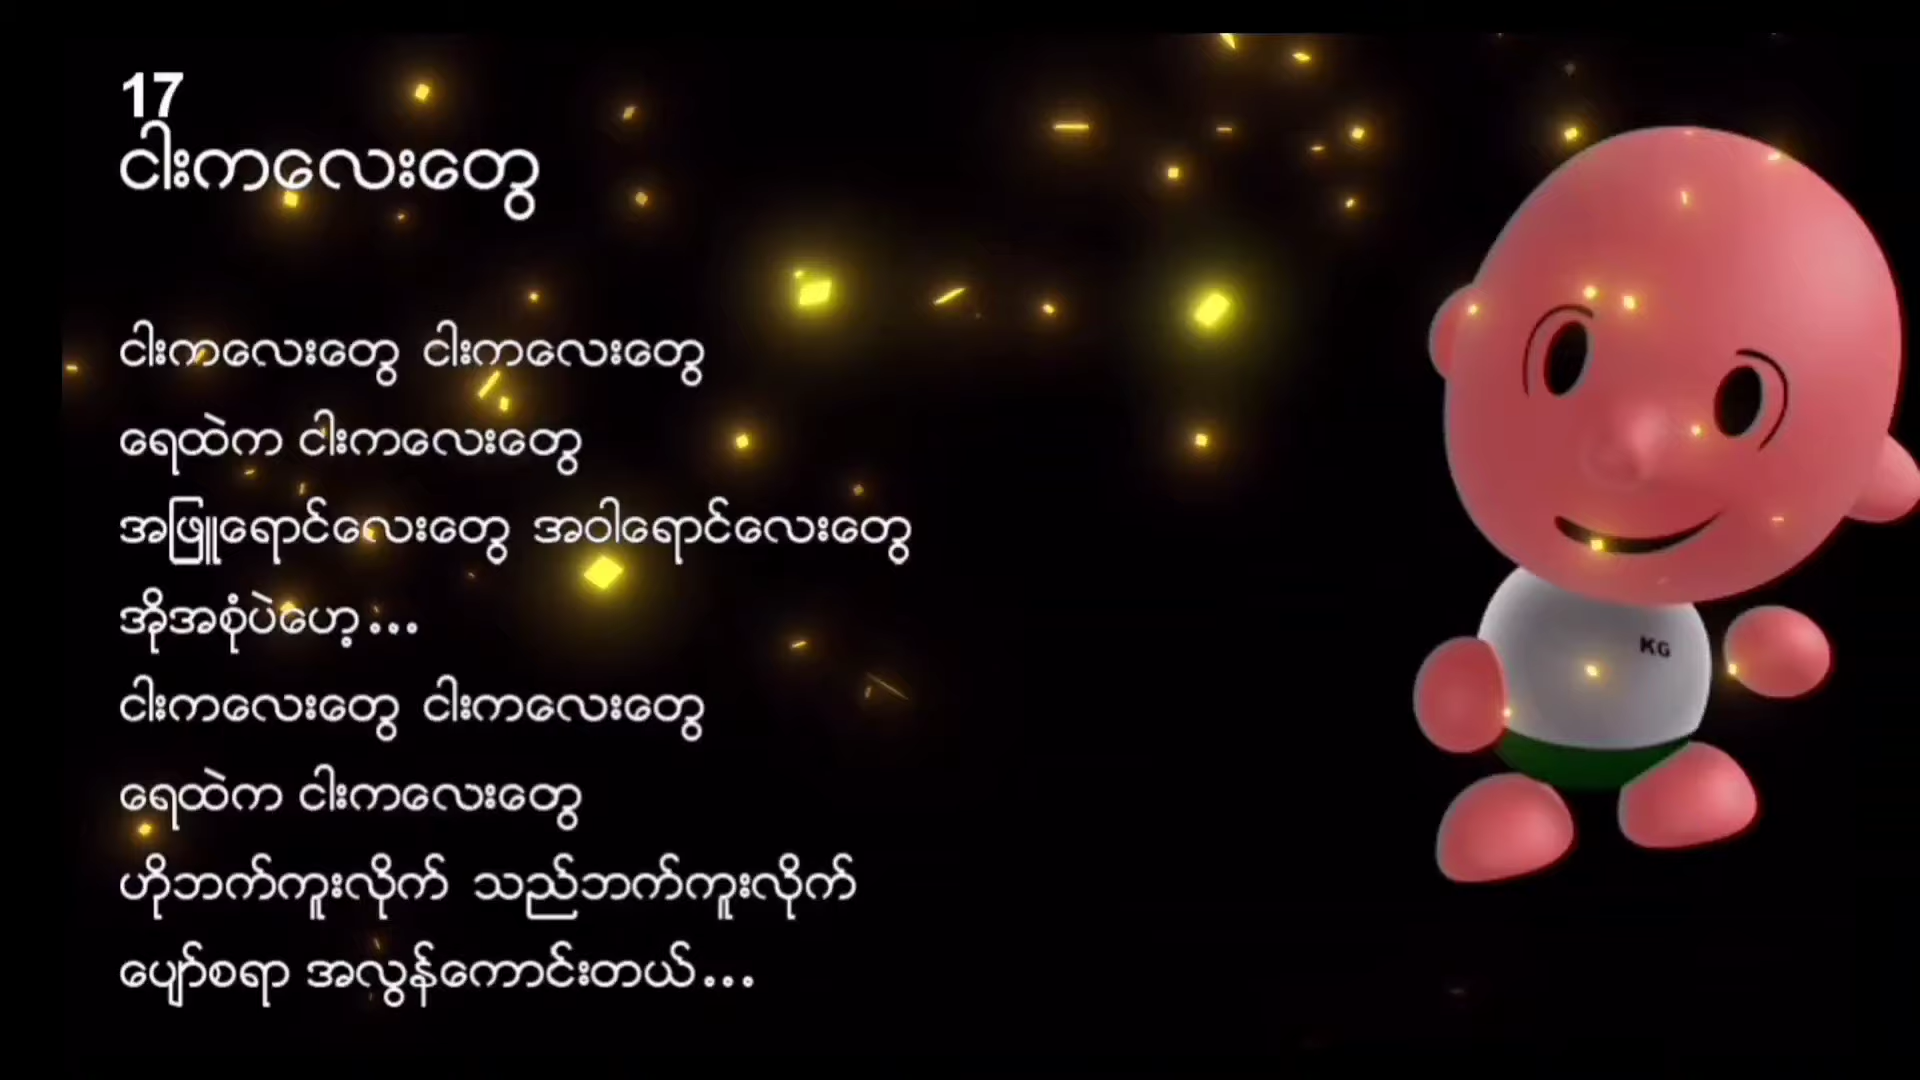 17
ငါးကလေးတွေ
ငါးကလေးတွေ ငါးကလေးတွေ
ရေထဲက ငါးကလေးတွေ
အဖြူရောင်လေးတွေ အဝါရောင်လေးတွေ
အိုအစုံပဲဟေ့...
ငါးကလေးတွေ ငါးကလေးတွေ
ရေထဲက ငါးကလေးတွေ
ဟိုဘက်ကူးလိုက် သည်ဘက်ကူးလိုက်
ပျော်စရာ အလွန်ကောင်းတယ်...
KG